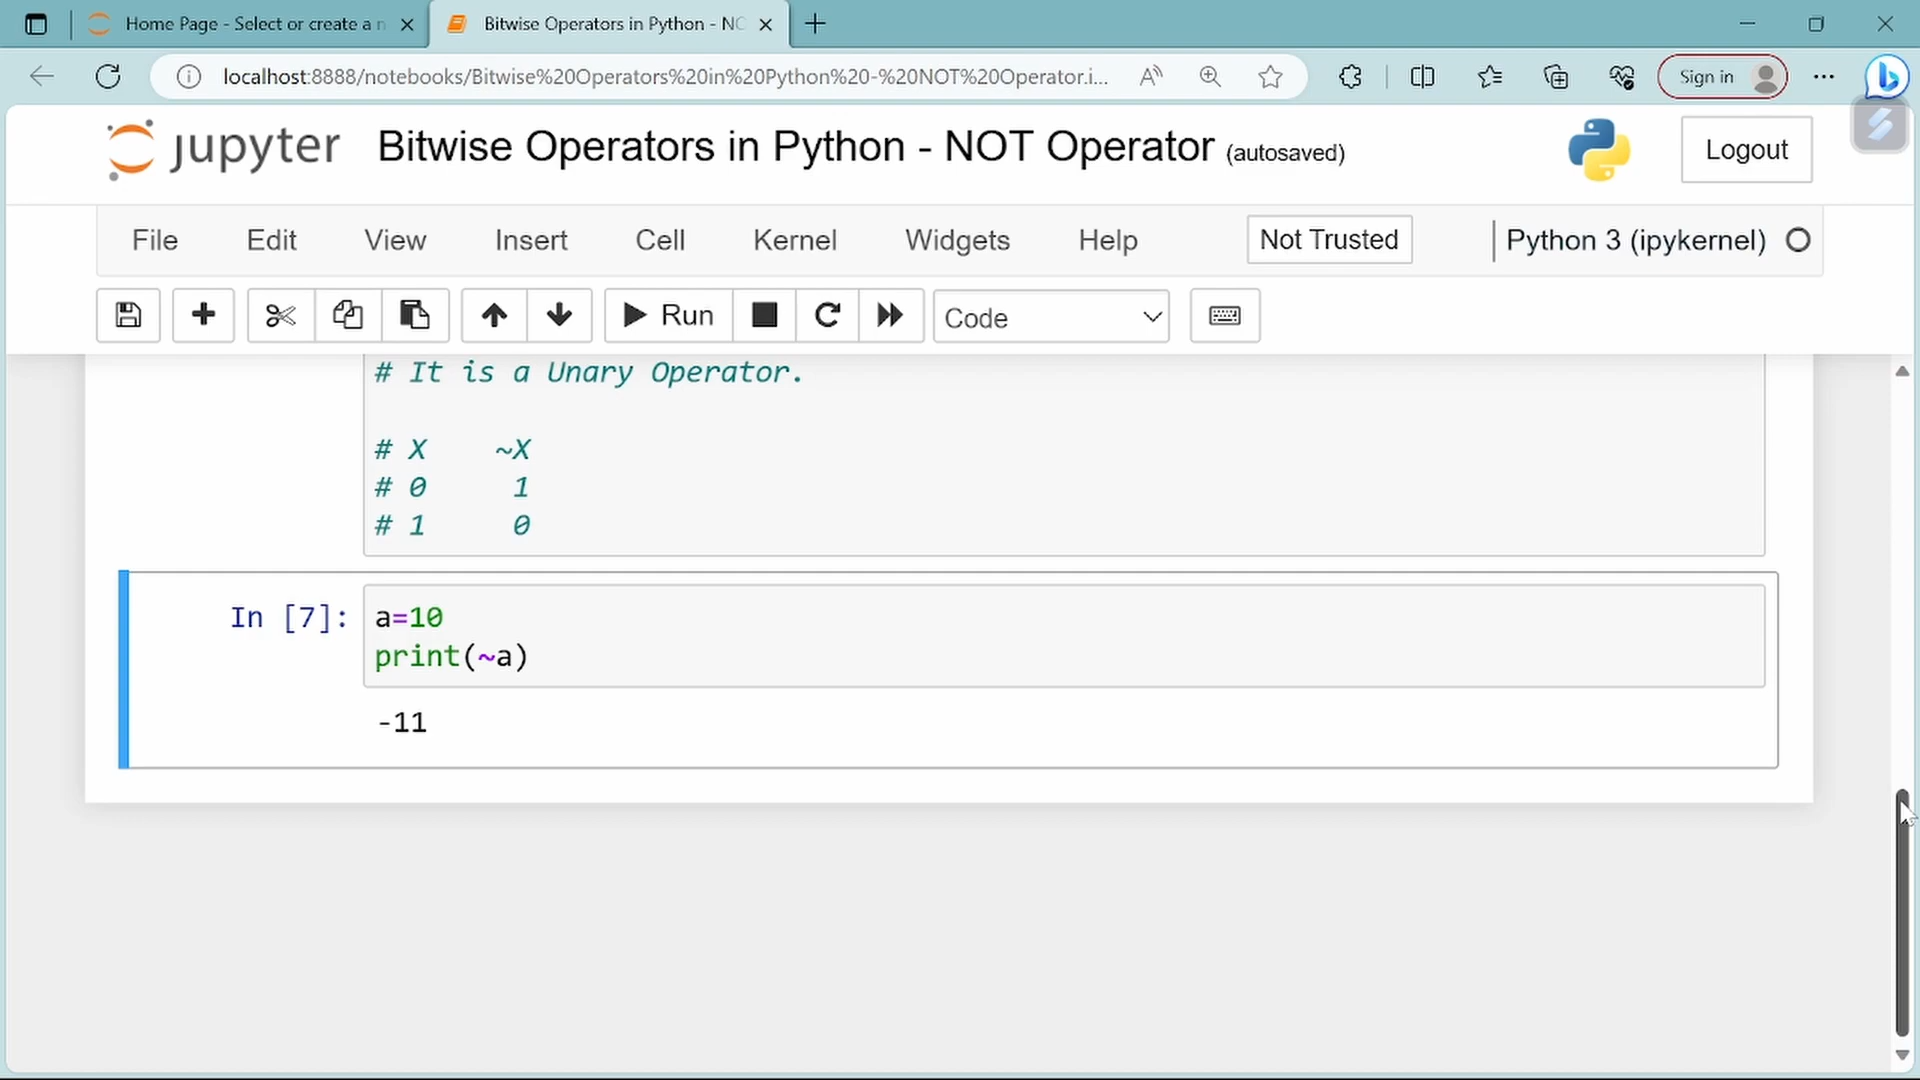 Home Page - Select or create a n
Bitwise Operators in Python - NO
localhost:8888/notebooks/Bitwise%20Operators%20in%20Python%20-%20NOT%20Operator.i...
Sign in
jupyter Bitwise Operators in Python - NOT Operator (autosaved)
Logout
File Edit View Insert Cell Kernel Widgets Help Not Trusted Python 3 (ipykernel)
Run Code
# It is a Unary Operator.
# X ~X
# 0 1
# 1 0
In [7]: a=10
print(~a)
-11